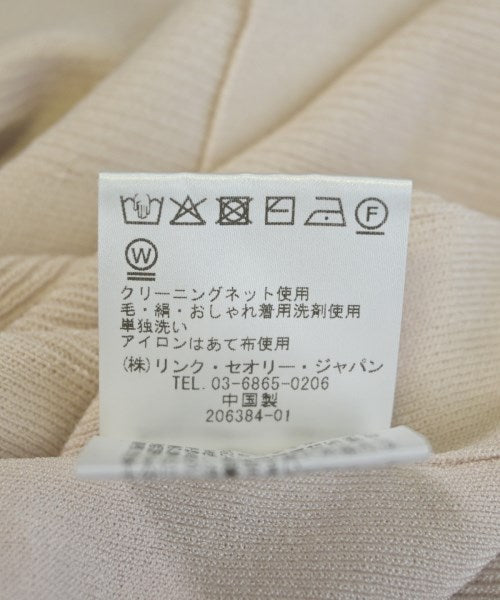 F
W
クリーニングネット使用
毛・絹・おしゃれ着用洗剤使用
単独洗い
アイロンはあて布使用
(株)リンク・セオリー・ジャパン
TEL. 03-6865-0206
中国製
206384-01